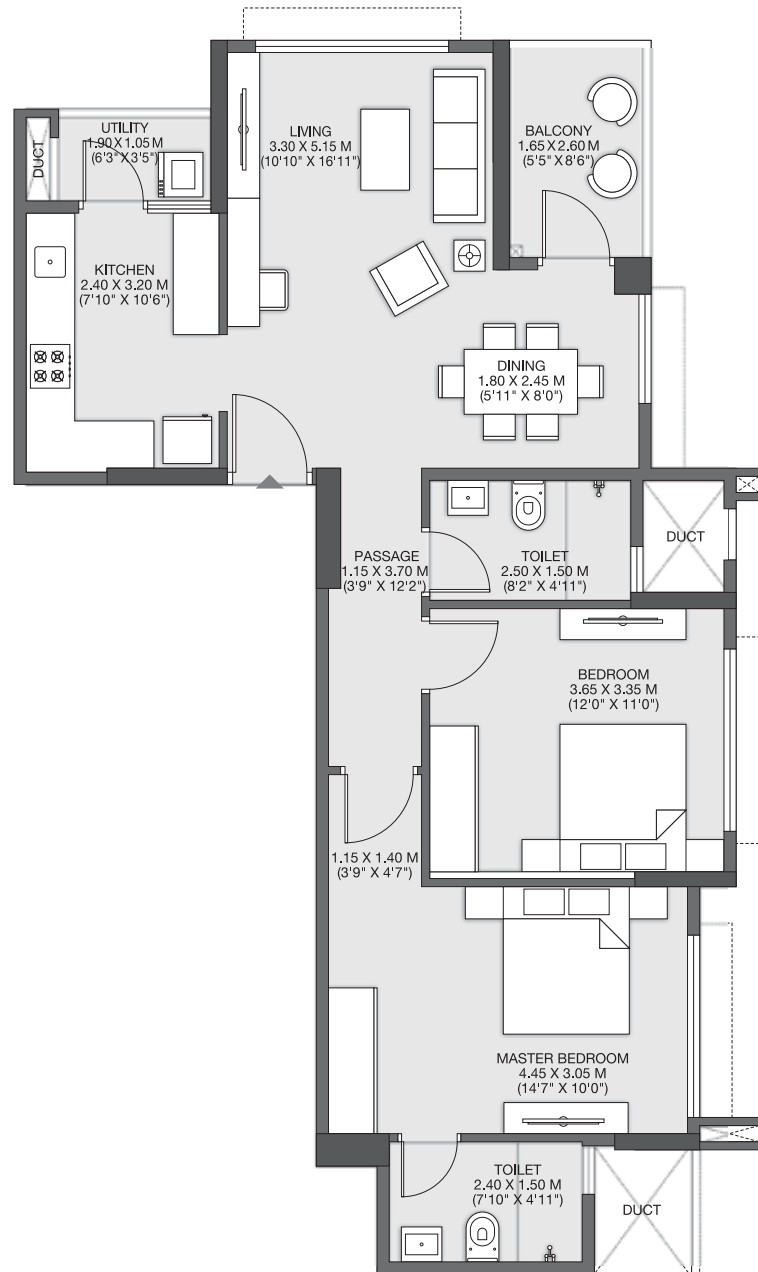 UTILITY
1.90 X 1.05 M
(6'3" X 3'5")
DUCT
LIVING
3.30 X 5.15 M
(10'10" X 16'11")
BALCONY
1.65 X 2.60 M
(5'5" X 8'6")
KITCHEN
2.40 X 3.20 M
(7'10" X 10'6")
DINING
1.80 X 2.45 M
(5'11" X 8'0")
PASSAGE
1.15 X 3.70 M
(3'9" X 12'2")
TOILET
2.50 X 1.50 M
(8'2" X 4'11")
DUCT
BEDROOM
3.65 X 3.35 M
(12'0" X 11'0")
1.15 X 1.40 M
(3'9" X 4'7")
MASTER BEDROOM
4.45 X 3.05 M
(14'7" X 10'0")
TOILET
2.40 X 1.50 M
(7'10" X 4'11")
DUCT